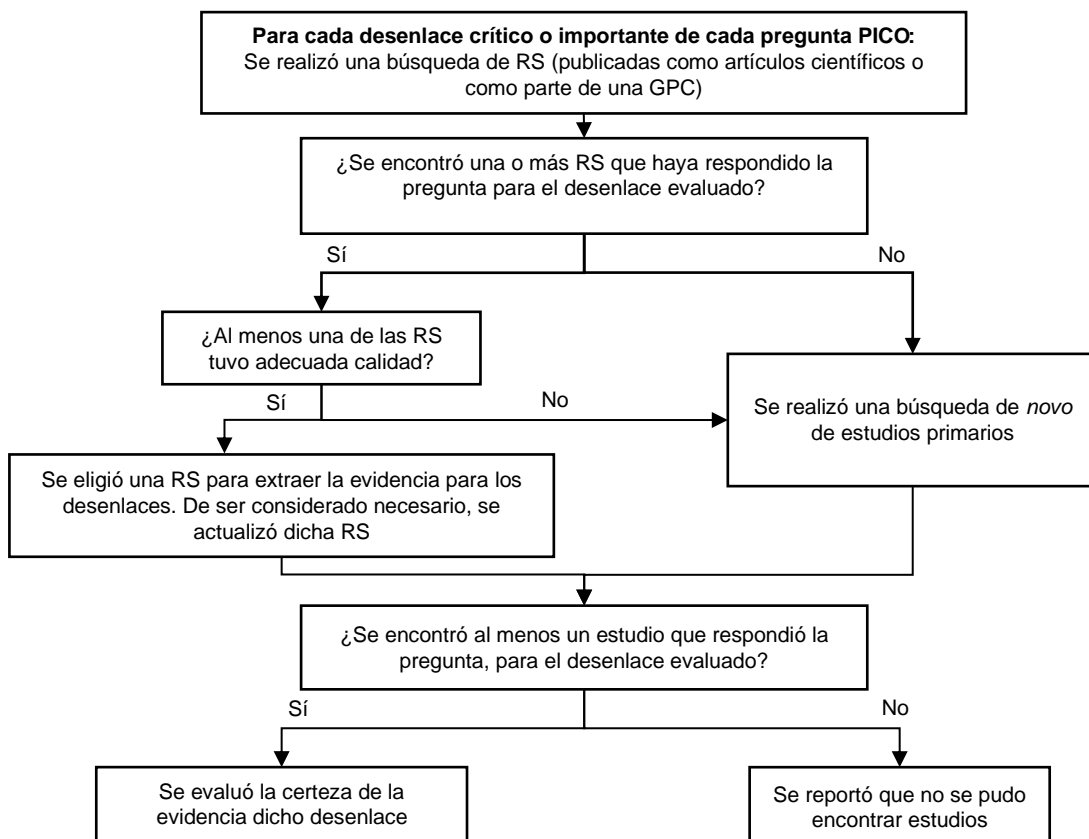 Para cada desenlace crítico o importante de cada pregunta PICO:
Se realizó una búsqueda de RS (publicadas como artículos científicos o
como parte de una GPC)
¿Se encontró una o más RS que haya respondido la
pregunta para el desenlace evaluado?
Sí
No
¿Al menos una de las RS
tuvo adecuada calidad?
Sí
No
Se realizó una búsqueda de novo
de estudios primarios
Se eligió una RS para extraer la evidencia para los
desenlaces. De ser considerado necesario, se
actualizó dicha RS
¿Se encontró al menos un estudio que respondió la
pregunta, para el desenlace evaluado?
Sí
No
Se evaluó la certeza de la
evidencia dicho desenlace
Se reportó que no se pudo
encontrar estudios